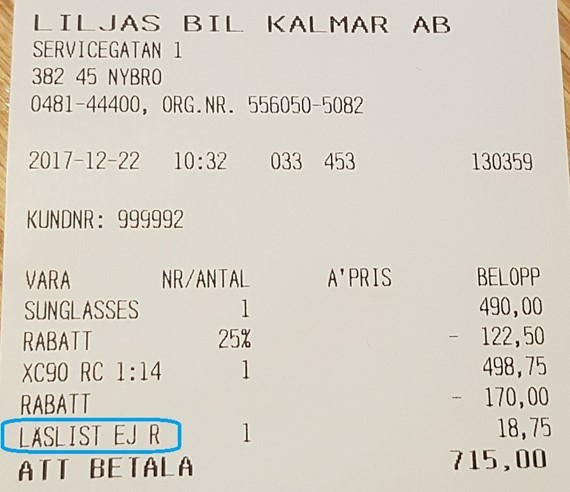 LILJAS BIL KALMAR AB
SERVICEGATAN 1
382 45 NYBRO
0481-44400, ORG.NR. 556050-5082
2017-12-22 10:32 033 453 130359
KUNDNR: 999992
VARA NR/ANTAL A'PRIS BELOPP
SUNGLASSES 1 490,00
RABATT 25% - 122,50
XC90 RC 1:14 1 498,75
RABATT - 170,00
LÅSLIST EJ R 1 18,75
ATT BETALA 715,00